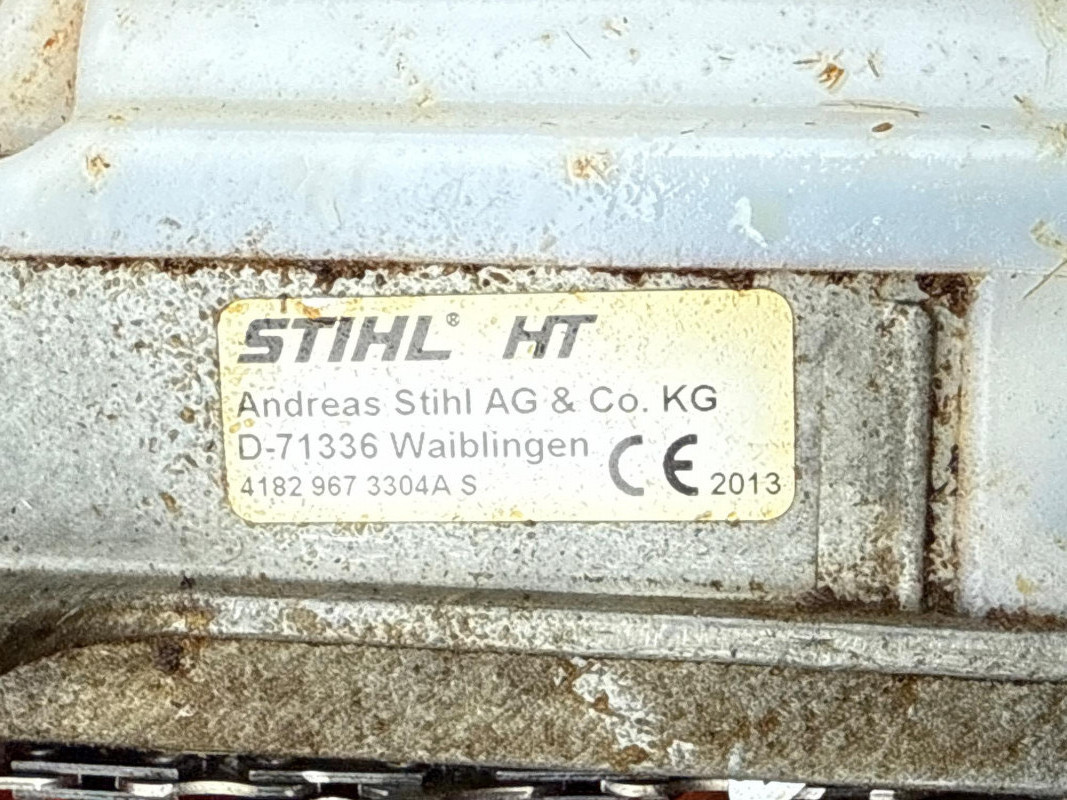 STIHL® HT
Andreas Stihl AG & Co. KG
D-71336 Waiblingen
4182 967 3304A S
CE 2013